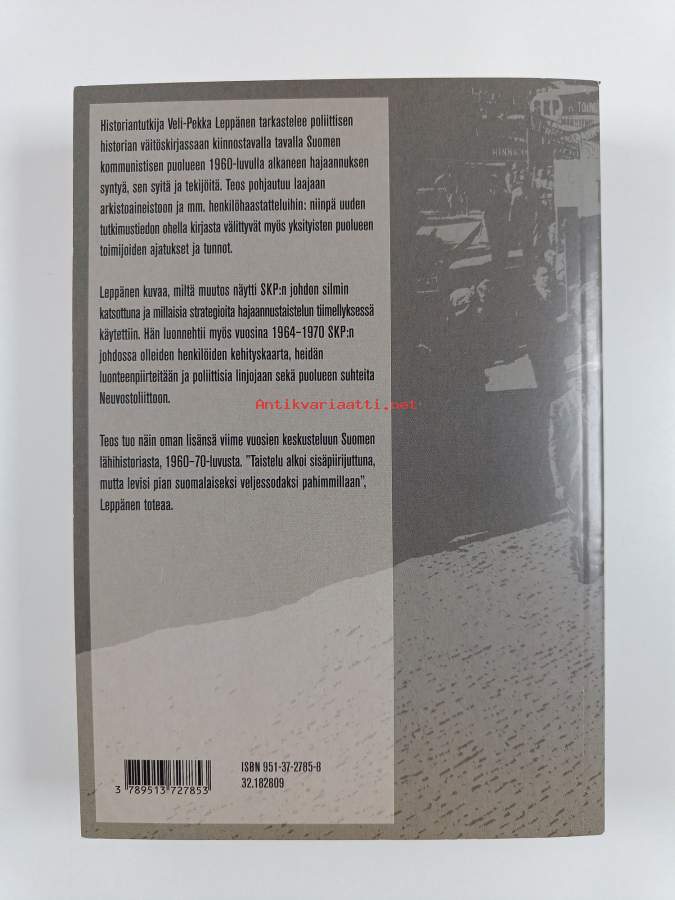 Historiantutkija Veli-Pekka Leppänen tarkastelee poliittisen
historian väitöskirjassaan kiinnostavalla tavalla Suomen
kommunistisen puolueen 1960-luvulla alkaneen hajaannuksen
syntyä, sen syitä ja tekijöitä. Teos pohjautuu laajaan
arkistoaineistoon ja mm. henkilöhaastatteluihin: niinpä uuden
tutkimustiedon ohella kirjasta välittyvät myös yksityisten puolueen
toimijoiden ajatukset ja tunnot.
Leppänen kuvaa, miltä muutos näytti SKP:n johdon silmin
katsottuna ja millaisia strategioita hajaannustaistelun tiimellyksessä
käytettiin. Hän luonnehtii myös vuosina 1964–1970 SKP:n
johdossa olleiden henkilöiden kehityskaarta, heidän
luonteenpiirteitään ja poliittisia linjojaan sekä puolueen suhteita
Neuvostoliittoon.
Antikvariaatti.net
Teos tuo näin oman lisänsä viime vuosien keskusteluun Suomen
lähihistoriasta, 1960–70-luvusta. ”Taistelu alkoi sisäpiirijuttuna,
mutta levisi pian suomalaiseksi veljessodaksi pahimmillaan”,
Leppänen toteaa.
ISBN 951-37-2785-8
32.182809
3 789513 727853